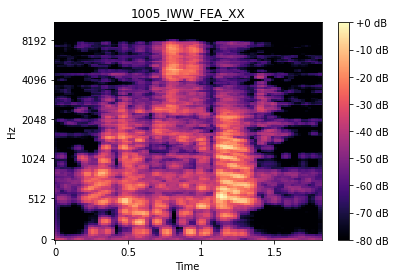 1005_IWW_FEA_XX
+0 dB
8192
-10 dB
4096
-20 dB
-30 dB
2048
Hz
-40 dB
1024
-50 dB
512
-60 dB
-70 dB
0
-80 dB
0 0.5 1 1.5
Time